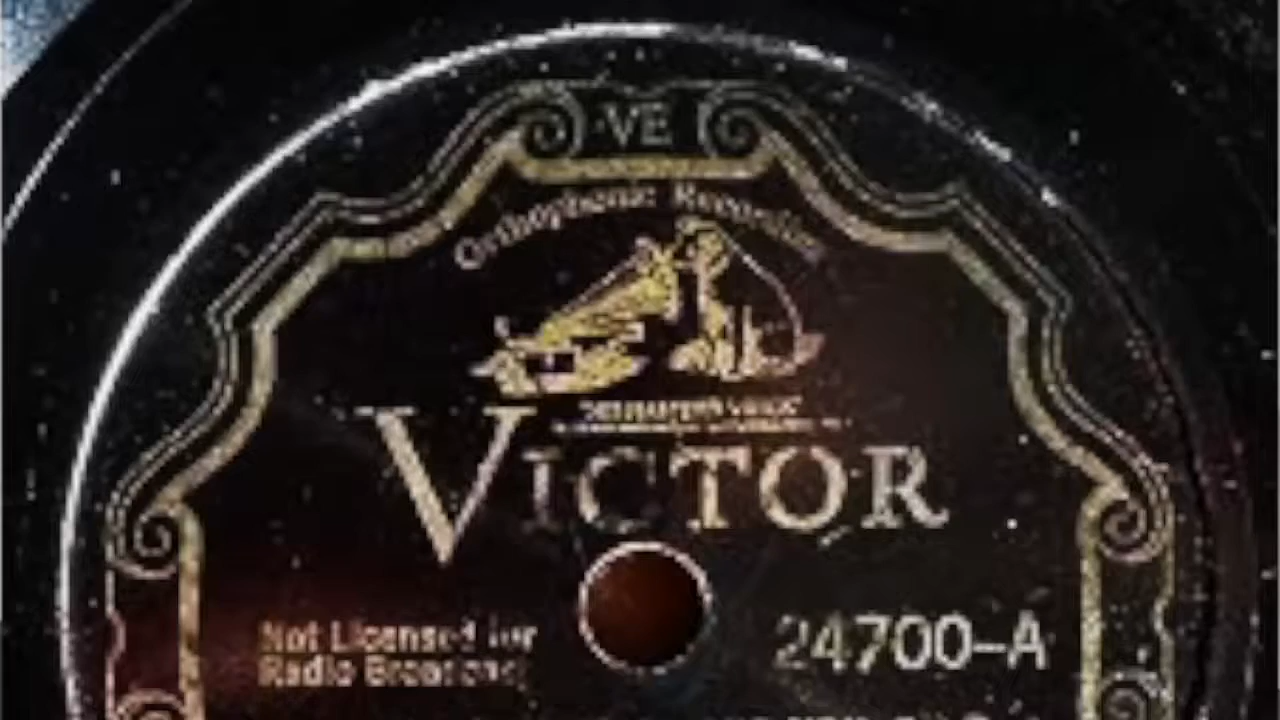 VE
Orthophonic Recording
"HIS MASTER'S VOICE"
VICTOR
Not Licensed for
Radio Broadcast
24700-A